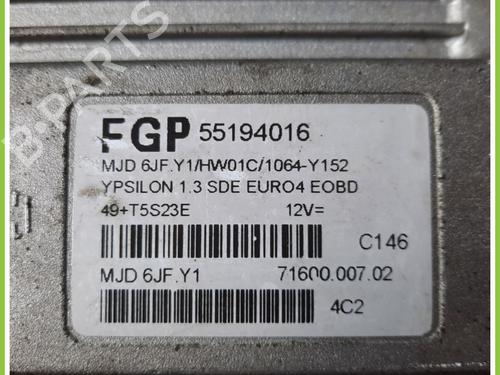 B-PARTS
FGP 55194016
MJD 6JF.Y1/HW01C/1064-Y152
YPSILON 1.3 SDE EURO4 EOBD
49+T5S23E 12V=
C146
MJD 6JF.Y1 71600.007.02
4C2